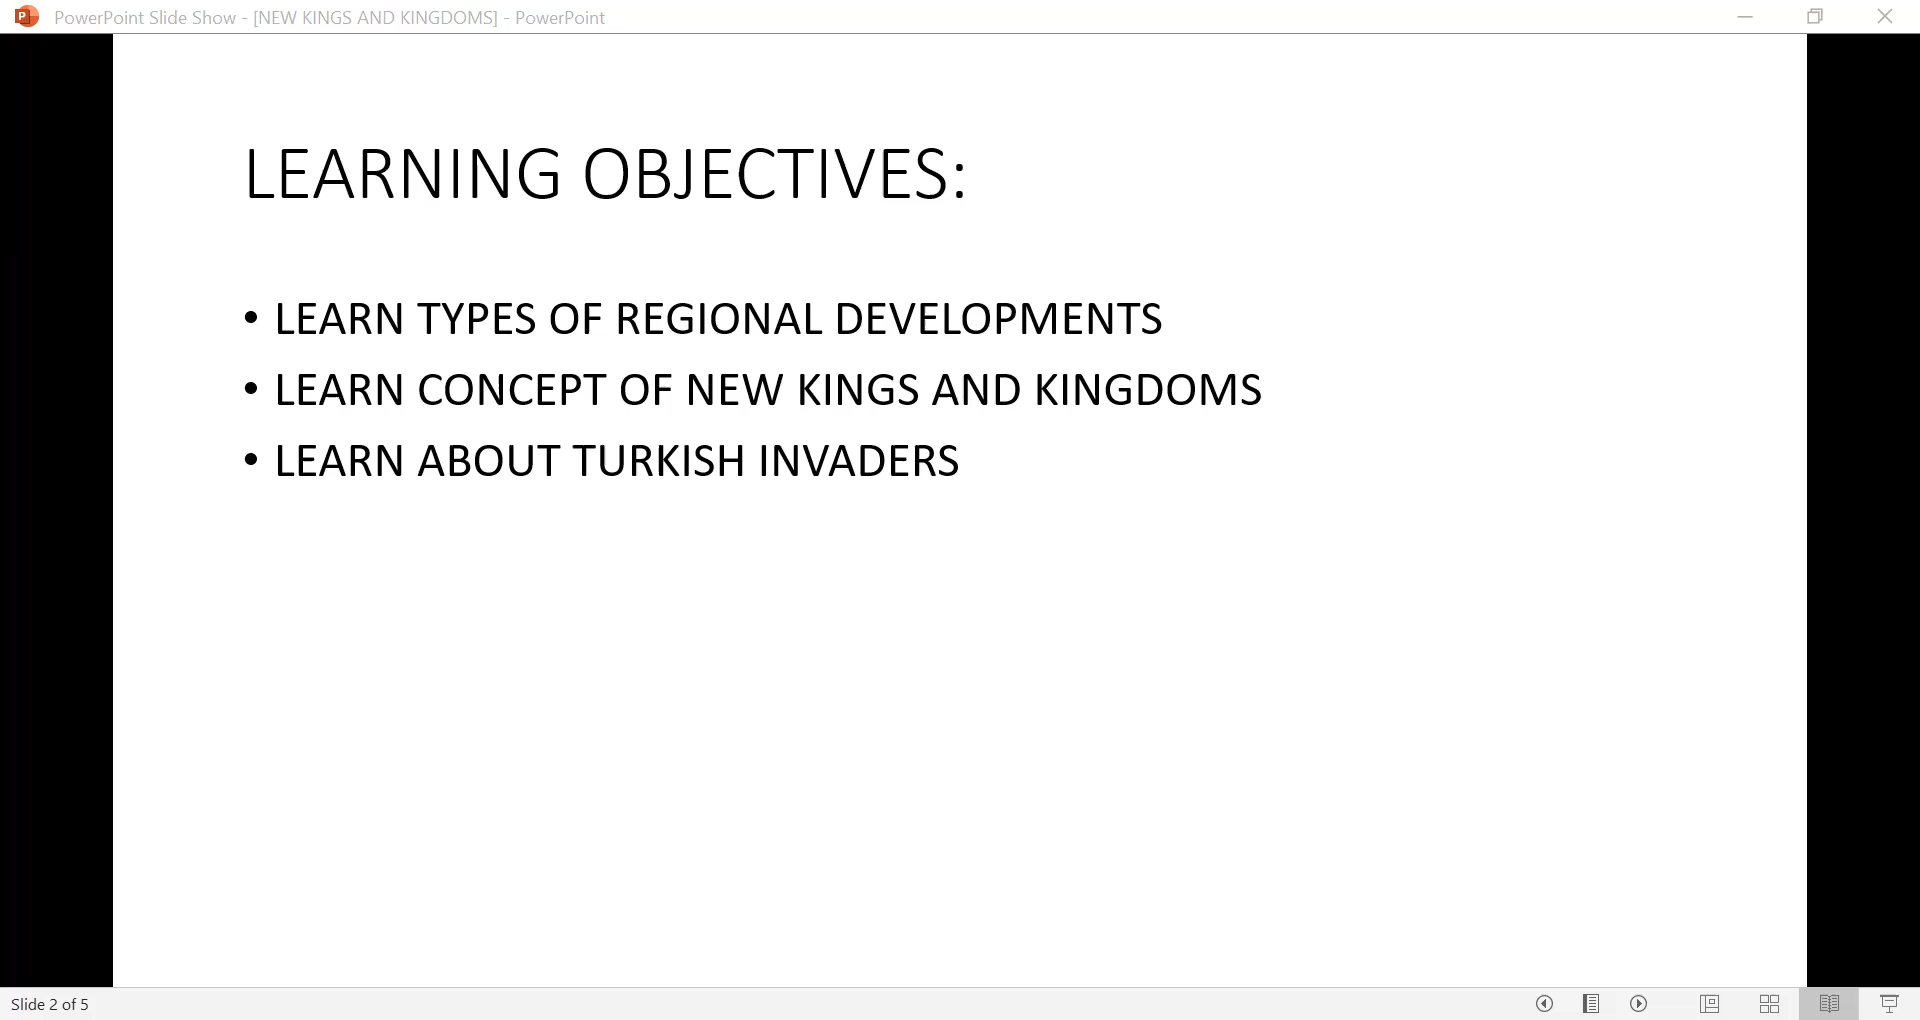 PowerPoint Slide Show - [NEW KINGS AND KINGDOMS] - PowerPoint
LEARNING OBJECTIVES:
• LEARN TYPES OF REGIONAL DEVELOPMENTS
• LEARN CONCEPT OF NEW KINGS AND KINGDOMS
• LEARN ABOUT TURKISH INVADERS
Slide 2 of 5